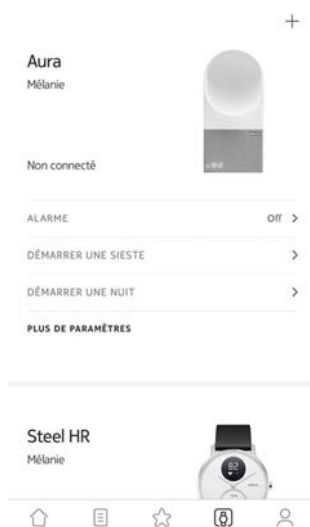 Aura
Mélanie
Non connecté
ALARME Off
DÉMARRER UNE SIESTE
DÉMARRER UNE NUIT
PLUS DE PARAMÈTRES
Steel HR
Mélanie